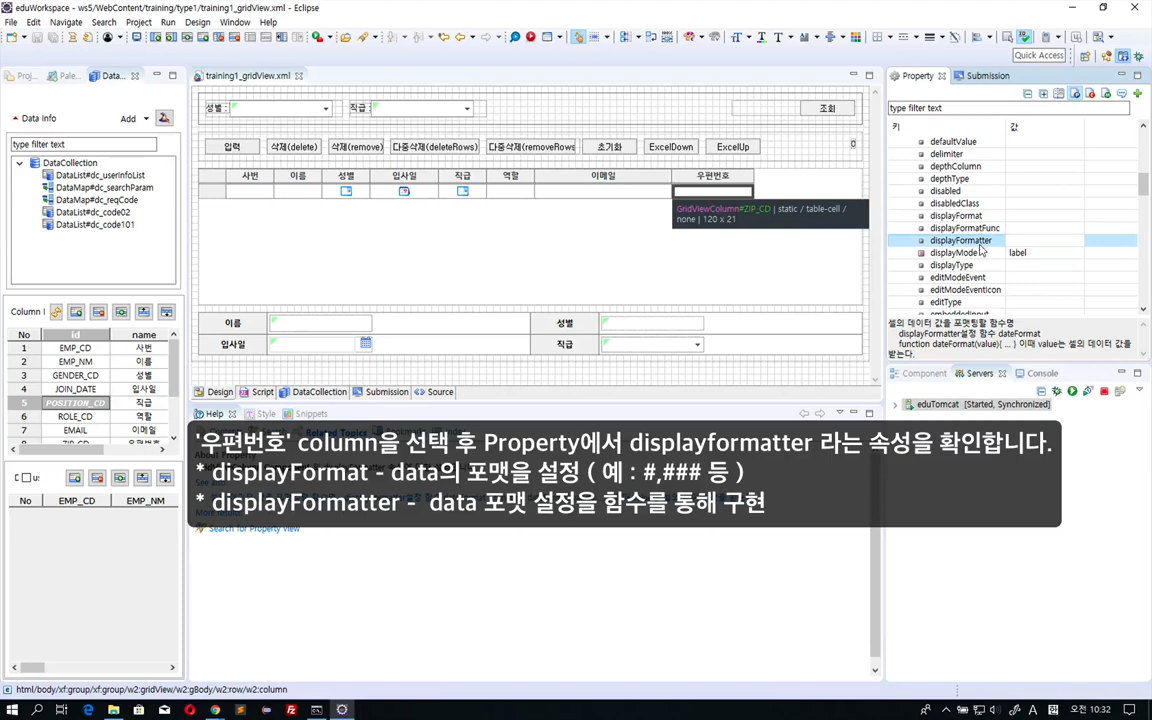 eduWorkspace - ws5/WebContent/training/type1/training1_gridView.xml - Eclipse
File Edit Navigate Search Project Run Design Window Help
Quick Access
Proj... Pale... Data...
Data Info Add
type filter text
DataCollection
DataList#dc_userInfoList
DataMap#dc_searchParam
DataMap#dc_reqCode
DataList#dc_code02
DataList#dc_code101
Column I
No id name
1 EMP_CD 사번
2 EMP_NM 이름
3 GENDER_CD 성별
4 JOIN_DATE 입사일
5 POSITION_CD 직급
6 ROLE_CD 역할
7 EMAIL 이메일
No EMP_CD EMP_NM
training1_gridView.xml
성별 직급 조회
입력 삭제(delete) 삭제(remove) 다중삭제(deleteRows) 다중삭제(removeRows 초기화 ExcelDown ExcelUp 0
사번 이름 성별 입사일 직급 역할 이메일 우편번호
GridViewColumn#ZIP_CD | static / table-cell /
none | 120 x 21
이름 성별
입사일 직급
Design Script DataCollection Submission Source
Help Style Snippets
'우편번호' column을 선택 후 Property에서 displayformatter 라는 속성을 확인합니다.
* displayFormat - data의 포맷을 설정 ( 예 : #,### 등 )
* displayFormatter - data 포맷 설정을 함수를 통해 구현
Search for Property view
Property Submission
type filter text
키 값
defaultValue
delimiter
depthColumn
depthType
disabled
disabledClass
displayFormat
displayFormatFunc
displayFormatter
displayMode label
displayType
editModeEvent
editModeEventIcon
editType
셀의 데이터 값을 포맷팅할 함수명
displayFormatter설정 함수 dateFormat
function dateFormat(value){ ... } 이때 value는 셀의 데이터 값을
받는다.
Component Servers Console
eduTomcat [Started, Synchronized]
html/body/xf:group/xf:group/w2:gridView/w2:gBody/w2:row/w2:column
A 한 오전 10:32